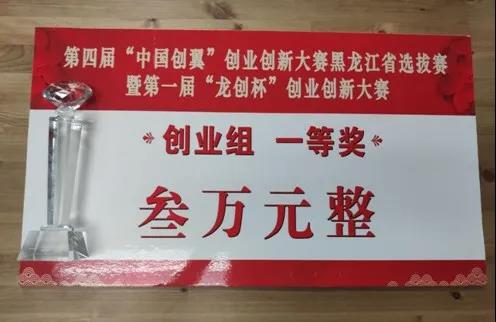 第四届“中国创翼”创业创新大赛黑龙江省选拔赛
暨第一届“龙创杯”创业创新大赛
创业组 一等奖
叁万元整